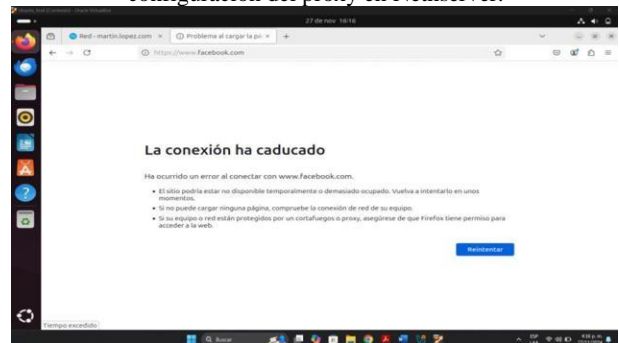 configuración del proxy en Nethserver.
27 de nov 16:16
Red - martin.lopez.com
Problema al cargar la pá
https://www.facebook.com
La conexión ha caducado
Ha ocurrido un error al conectar con www.facebook.com.
El sitio podría estar no disponible temporalmente o demasiado ocupado. Vuelva a intentarlo en unos
momentos.
Si no puede cargar ninguna página, compruebe la conexión de red de su equipo.
Si su equipo o red están protegidos por un cortafuegos o proxy, asegúrese de que Firefox tiene permiso para
acceder a la web.
Reintentar
Tiempo excedido
Buscar
ESP